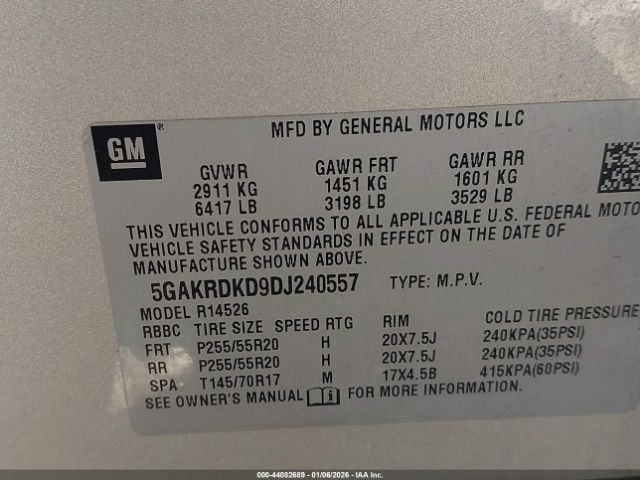 GM ®
MFD BY GENERAL MOTORS LLC
GVWR GAWR FRT GAWR RR
2911 KG 1451 KG 1601 KG
6417 LB 3198 LB 3529 LB
THIS VEHICLE CONFORMS TO ALL APPLICABLE U.S. FEDERAL MOTO
VEHICLE SAFETY STANDARDS IN EFFECT ON THE DATE OF
MANUFACTURE SHOWN ABOVE.
5GAKRDKD9DJ240557 TYPE: M.P.V.
MODEL R14526
RBBC TIRE SIZE SPEED RTG RIM COLD TIRE PRESSURE
FRT P255/55R20 H 20X7.5J 240KPA(35PSI)
RR P255/55R20 H 20X7.5J 240KPA(35PSI)
SPA T145/70R17 M 17X4.5B 415KPA(60PSI)
SEE OWNER'S MANUAL FOR MORE INFORMATION.
000-44082689 | 01/06/2026 | Copyright © IAA, Inc.